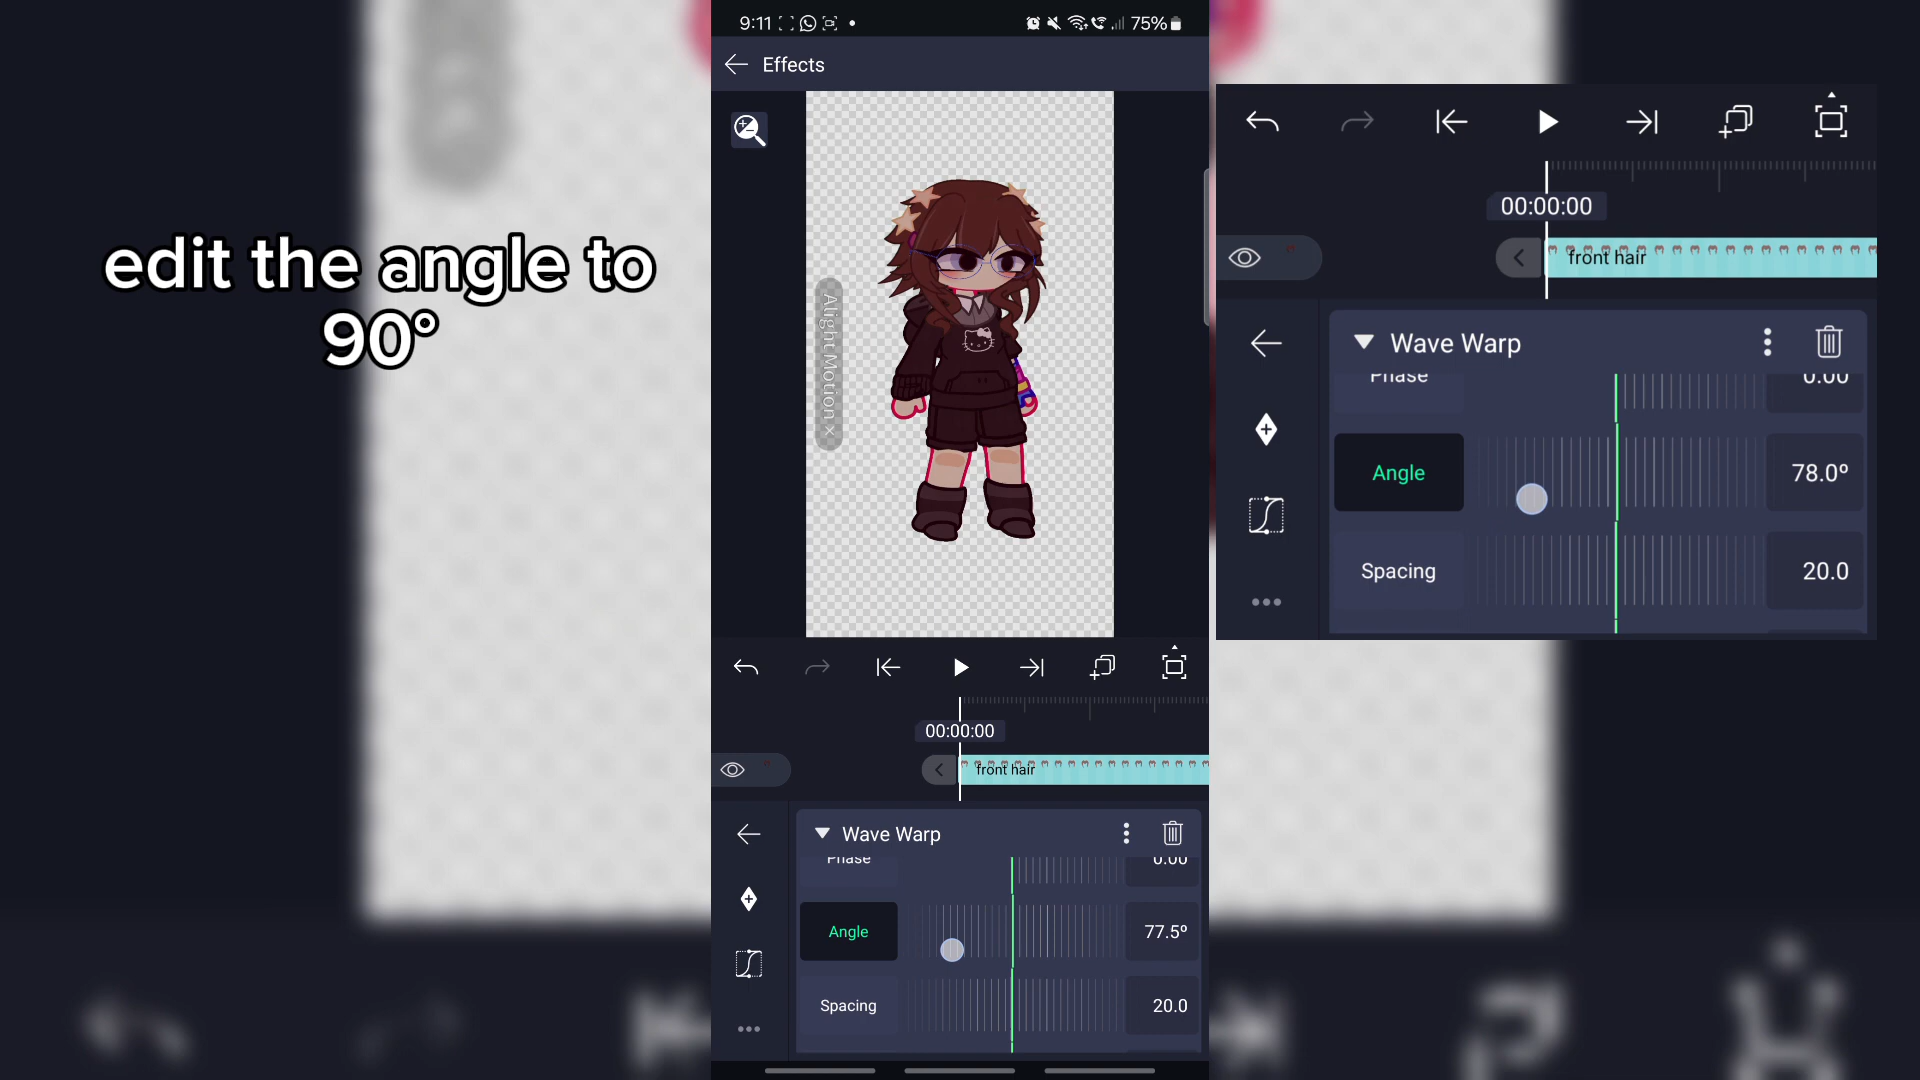 edit the angle to
90°
9:11
75%
Effects
Alight Motion ×
00:00:00
front hair
Wave Warp
Phase
0.00
Angle
77.5º
Spacing
20.0
00:00:00
front hair
Wave Warp
Phase
0.00
Angle
78.0º
Spacing
20.0